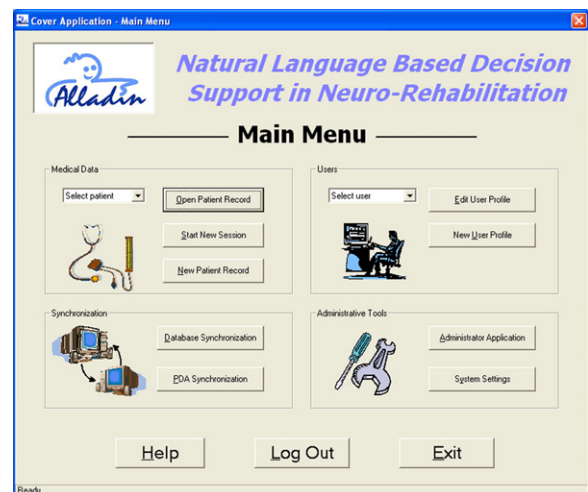 Cover Application - Main Menu
Alladin
Natural Language Based Decision
Support in Neuro-Rehabilitation
Main Menu
Medical Data
Select patient
Open Patient Record
Start New Session
New Patient Record
Users
Select user
Edit User Profile
New User Profile
Synchronization
Database Synchronization
PDA Synchronization
Administrative Tools
Administrator Application
System Settings
Help
Log Out
Exit
Ready